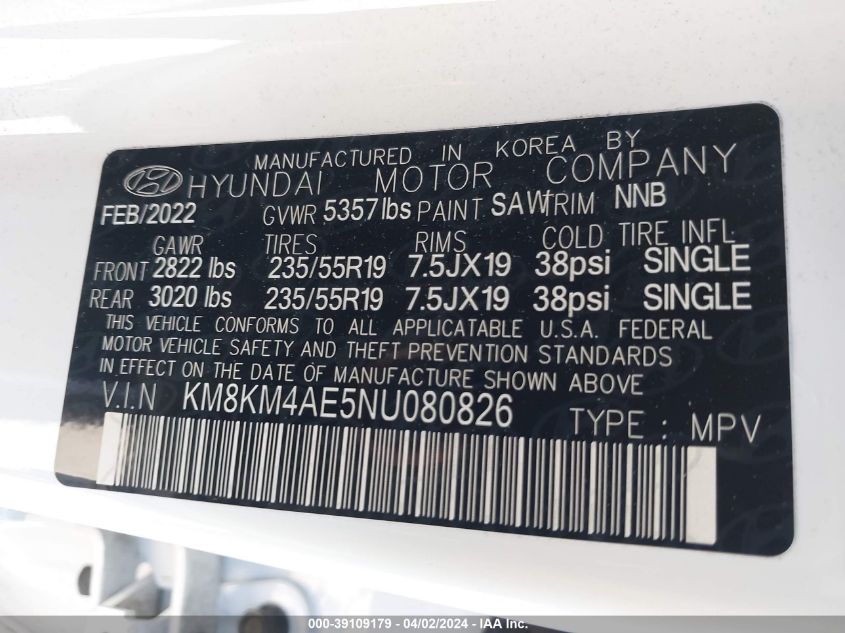 MANUFACTURED IN KOREA BY
HYUNDAI MOTOR COMPANY
FEB/2022 GVWR 5357lbs PAINT SAW TRIM NNB
GAWR TIRES RIMS COLD TIRE INFL.
FRONT 2822 lbs 235/55R19 7.5JX19 38psi SINGLE
REAR 3020 lbs 235/55R19 7.5JX19 38psi SINGLE
THIS VEHICLE CONFORMS TO ALL APPLICATABLE U.S.A. FEDERAL
MOTOR VEHICLE SAFETY AND THEFT PREVENTION STANDARDS
IN EFFECT ON THE DATE OF MANUFACTURE SHOWN ABOVE
V.I.N KM8KM4AE5NU080826 TYPE : MPV
000-39109179 - 04/02/2024 - IAA Inc.